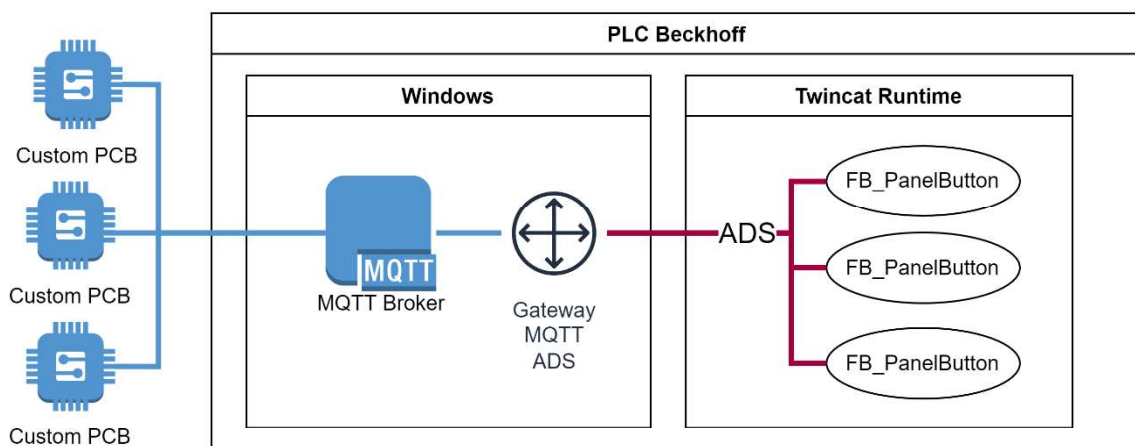 PLC Beckhoff
Windows
Twincat Runtime
Custom PCB
Custom PCB
Custom PCB
MQTT
MQTT Broker
Gateway
MQTT
ADS
ADS
FB_PanelButton
FB_PanelButton
FB_PanelButton